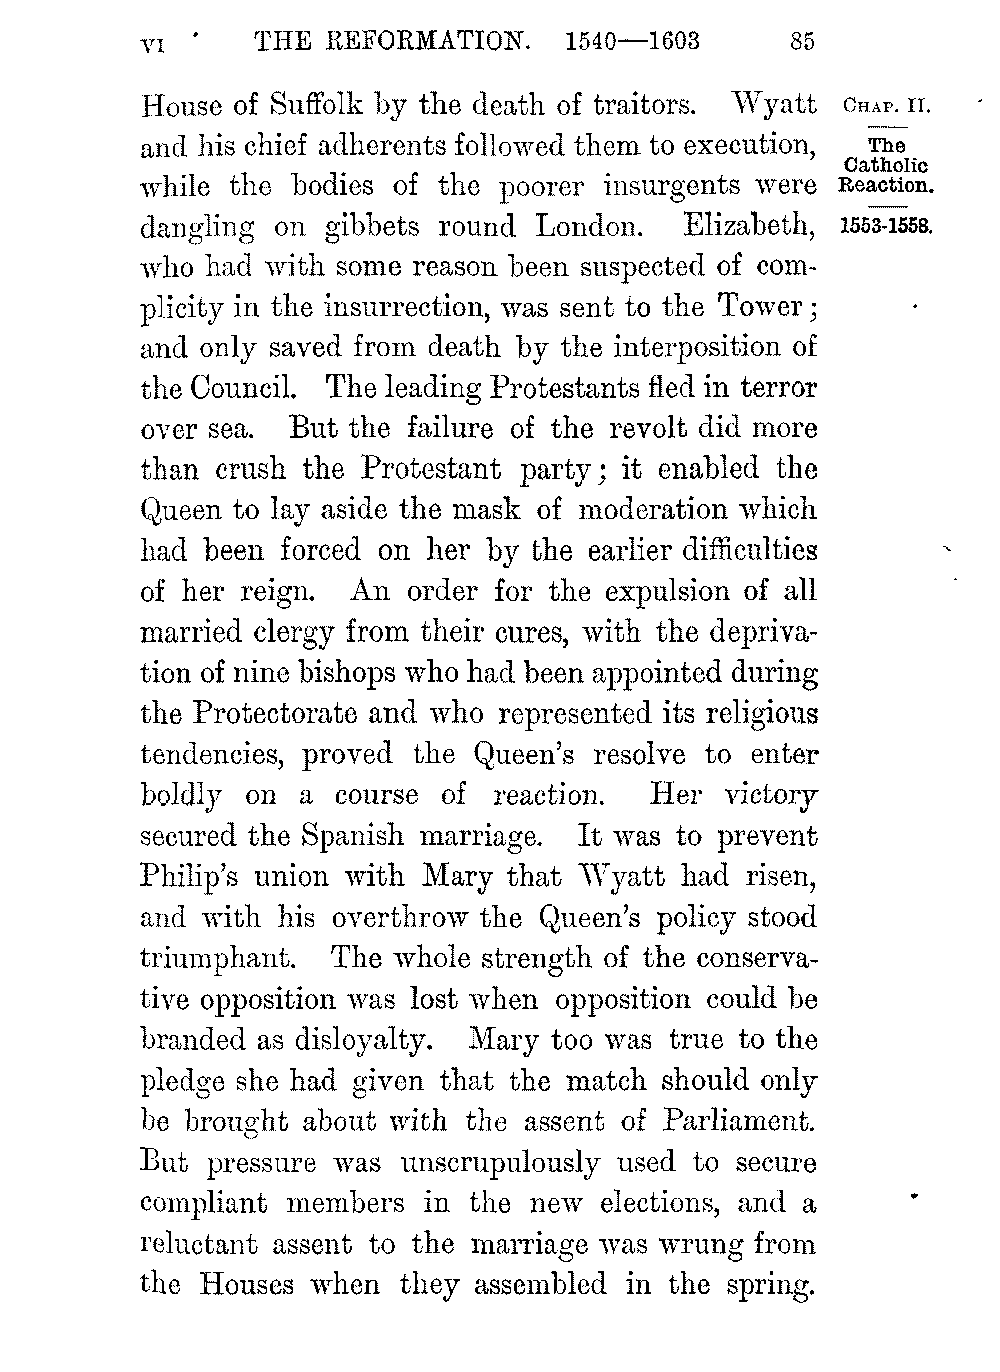 VI THE REFORMATION. 1540—1603 85
House of Suffolk by the death of traitors. Wyatt
and his chief adherents followed them to execution,
while the bodies of the poorer insurgents were
dangling on gibbets round London. Elizabeth,
who had with some reason been suspected of com-
plicity in the insurrection, was sent to the Tower;
and only saved from death by the interposition of
the Council. The leading Protestants fled in terror
over sea. But the failure of the revolt did more
than crush the Protestant party; it enabled the
Queen to lay aside the mask of moderation which
had been forced on her by the earlier difficulties
of her reign. An order for the expulsion of all
married clergy from their cures, with the depriva-
tion of nine bishops who had been appointed during
the Protectorate and who represented its religious
tendencies, proved the Queen's resolve to enter
boldly on a course of reaction. Her victory
secured the Spanish marriage. It was to prevent
Philip's union with Mary that Wyatt had risen,
and with his overthrow the Queen's policy stood
triumphant. The whole strength of the conserva-
tive opposition was lost when opposition could be
branded as disloyalty. Mary too was true to the
pledge she had given that the match should only
be brought about with the assent of Parliament.
But pressure was unscrupulously used to secure
compliant members in the new elections, and a
reluctant assent to the marriage was wrung from
the Houses when they assembled in the spring.
CHAP. II.
The
Catholic
Reaction.
1553-1558.